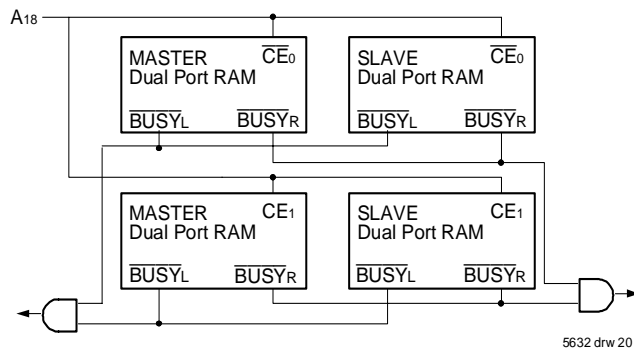 A18
MASTER CE0 SLAVE CE0
Dual Port RAM Dual Port RAM
BUSYL BUSYR BUSYL BUSYR
MASTER CE1 SLAVE CE1
Dual Port RAM Dual Port RAM
BUSYL BUSYR BUSYL BUSYR
5632 drw 20